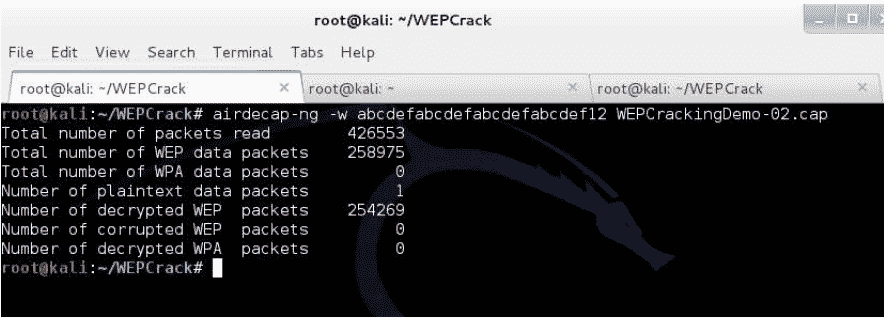 root@kali: ~/WEPCrack
File Edit View Search Terminal Tabs Help
root@kali: ~/WEPCrack × root@kali: ~ × root@kali: ~/WEPCrack ×
root@kali:~/WEPCrack# airdecap-ng -w abcdefabcdefabcdefabcdef12 WEPCrackingDemo-02.cap
Total number of packets read 426553
Total number of WEP data packets 258975
Total number of WPA data packets 0
Number of plaintext data packets 1
Number of decrypted WEP packets 254269
Number of corrupted WEP packets 0
Number of decrypted WPA packets 0
root@kali:~/WEPCrack#